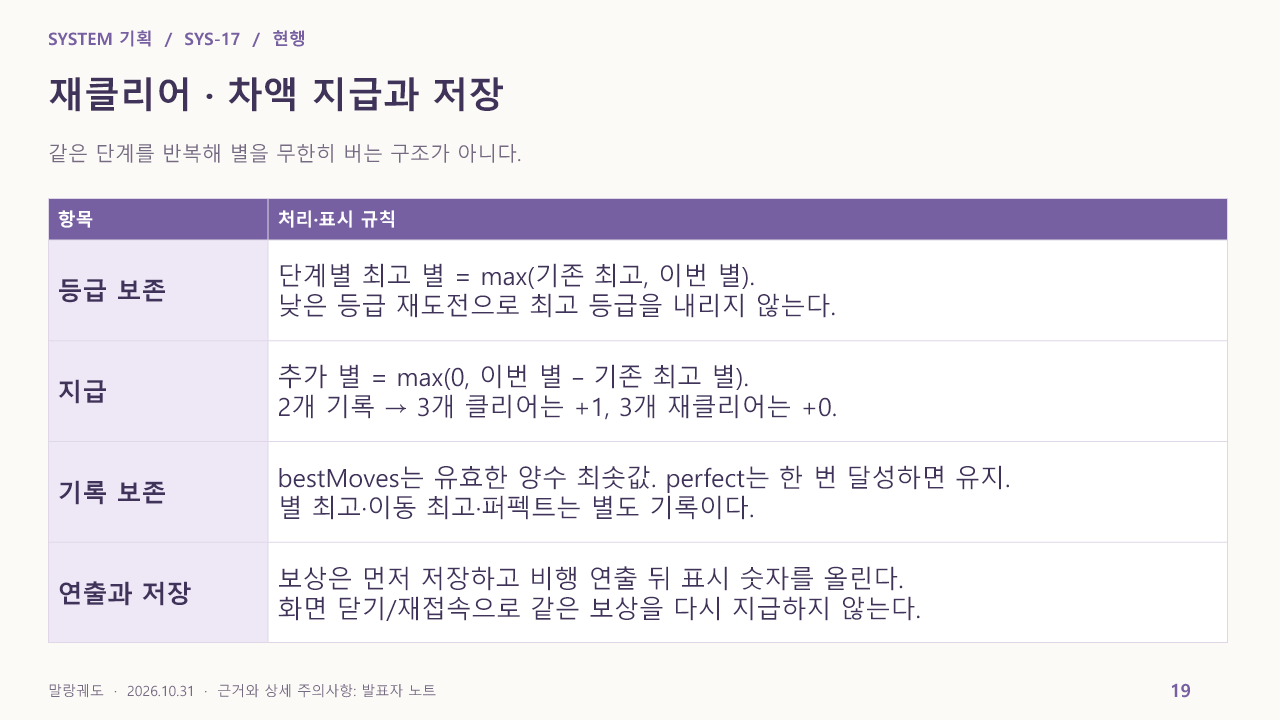 SYSTEM 기획 / SYS-17 / 현행
재클리어 · 차액 지급과 저장
같은 단계를 반복해 별을 무한히 버는 구조가 아니다.
항목
처리·표시 규칙
등급 보존
단계별 최고 별 = max(기존 최고, 이번 별).
낮은 등급 재도전으로 최고 등급을 내리지 않는다.
지급
추가 별 = max(0, 이번 별 – 기존 최고 별).
2개 기록 → 3개 클리어는 +1, 3개 재클리어는 +0.
기록 보존
bestMoves는 유효한 양수 최솟값. perfect는 한 번 달성하면 유지.
별 최고·이동 최고·퍼펙트는 별도 기록이다.
연출과 저장
보상은 먼저 저장하고 비행 연출 뒤 표시 숫자를 올린다.
화면 닫기/재접속으로 같은 보상을 다시 지급하지 않는다.
말랑궤도 · 2026.10.31 · 근거와 상세 주의사항: 발표자 노트
19